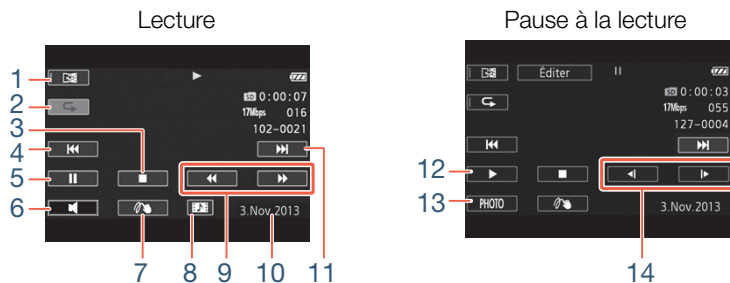 Lecture
1
2
3
4
5
6
7
8
9
10
11
0:00:07
17Mbps 016
102-0021
3.Nov.2013
Pause à la lecture
Éditer
0:00:03
17Mbps 055
127-0004
12
13
PHOTO
3.Nov.2013
14